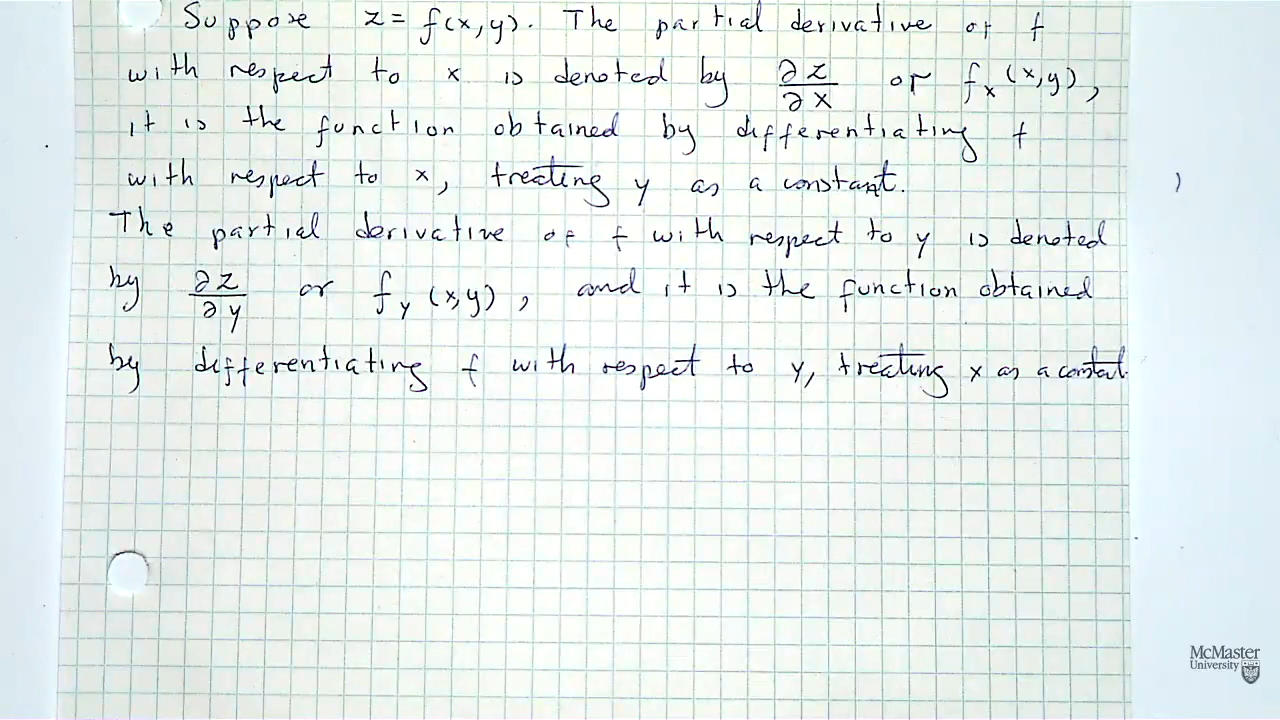 Suppose z = f(x,y). The partial derivative of f
with respect to x is denoted by ∂z/∂x or fₓ(x,y),
it is the function obtained by differentiating f
with respect to x, treating y as a constant.
The partial derivative of f with respect to y is denoted
by ∂z/∂y or f_y (x,y), and it is the function obtained
by differentiating f with respect to y, treating x as a constant.
McMaster
University